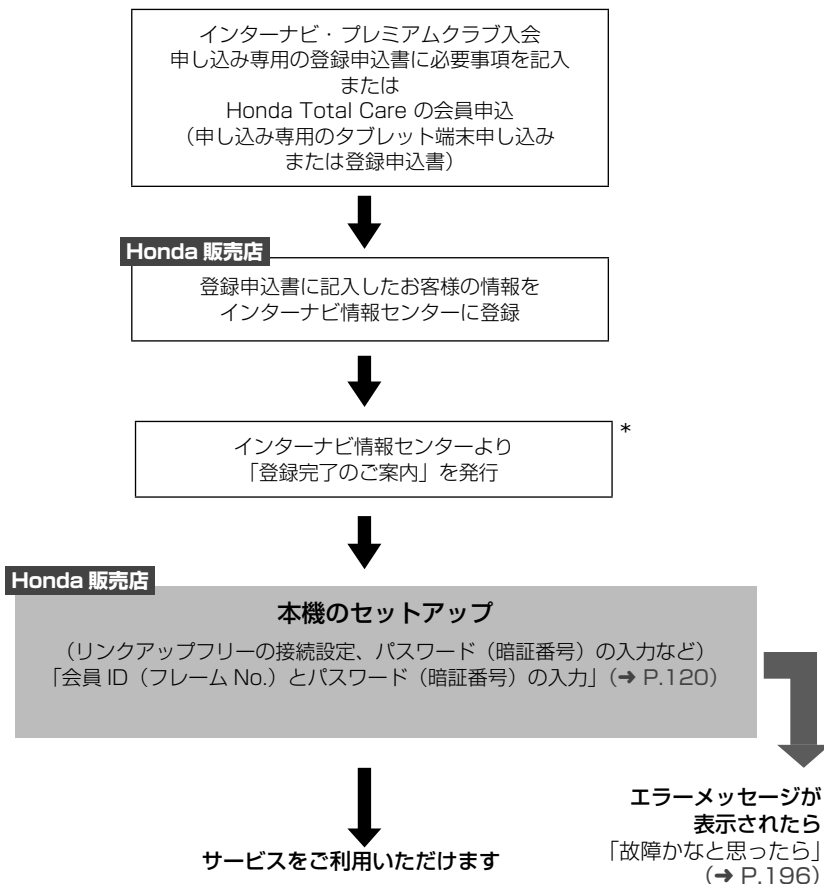 インターナビ・プレミアムクラブ入会
申し込み専用の登録申込書に必要事項を記入
または
Honda Total Care の会員申込
（申し込み専用のタブレット端末申し込み
または登録申込書）
Honda 販売店
登録申込書に記入したお客様の情報を
インターナビ情報センターに登録
*
インターナビ情報センターより
「登録完了のご案内」を発行
Honda 販売店
本機のセットアップ
（リンクアップフリーの接続設定、パスワード（暗証番号）の入力など）
「会員 ID（フレーム No.）とパスワード（暗証番号）の入力」（➜ P.120）
サービスをご利用いただけます
エラーメッセージが
表示されたら
「故障かなと思ったら」
（➜ P.196）